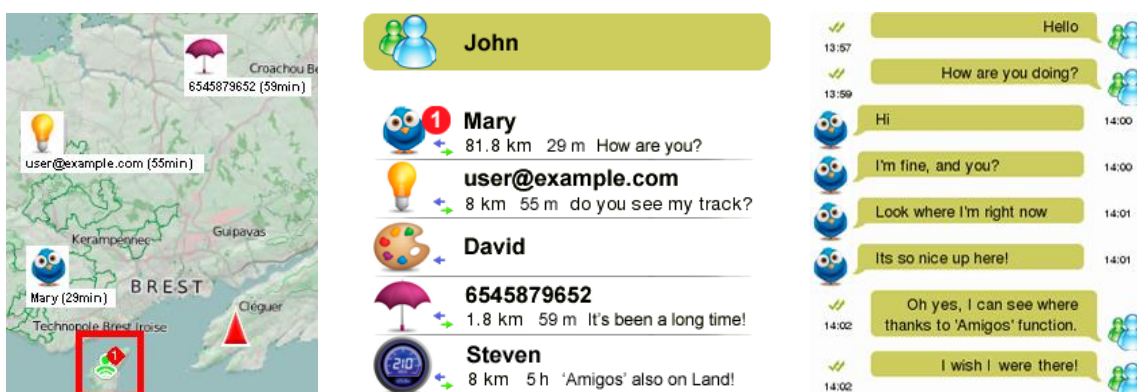 Croachou Be
6545879652 (59min)
user@example.com (55min)
Kerampennec
Guipavas
BREST
Mary (29min)
Cléguer
Technopole Brest Iroise
1
John
1
Mary
81.8 km 29 m How are you?
user@example.com
8 km 55 m do you see my track?
David
6545879652
1.8 km 59 m It's been a long time!
210
Steven
8 km 5 h ‘Amigos’ also on Land!
Hello
13:57
How are you doing?
13:59
Hi
14:00
I'm fine, and you?
14:00
Look where I'm right now
14:01
Its so nice up here!
14:01
Oh yes, I can see where
thanks to 'Amigos' function.
14:02
I wish I were there!
14:02